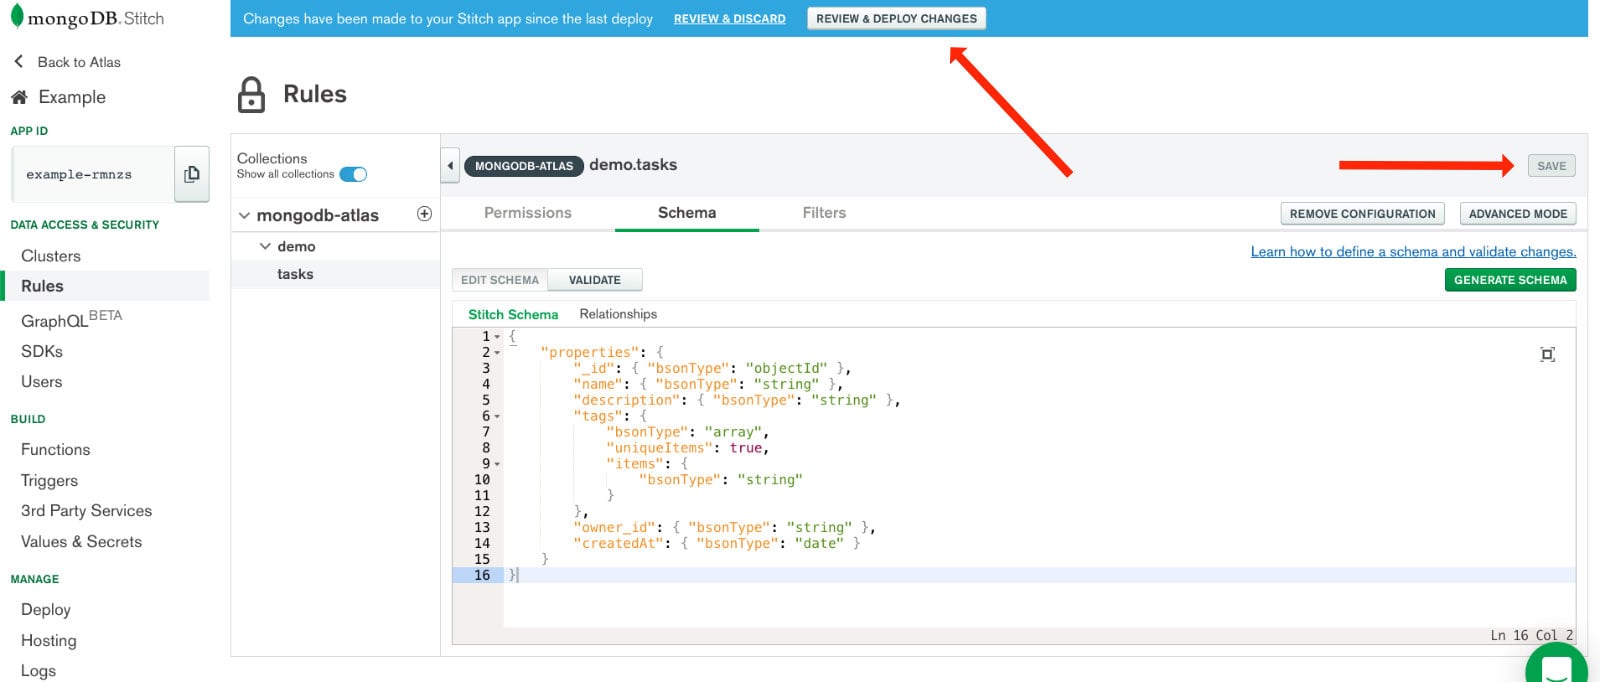 mongoDB. Stitch
Changes have been made to your Stitch app since the last deploy REVIEW & DISCARD REVIEW & DEPLOY CHANGES
Back to Atlas
Example
APP ID
example-rmnzs
DATA ACCESS & SECURITY
Clusters
Rules
GraphQL BETA
SDKs
Users
BUILD
Functions
Triggers
3rd Party Services
Values & Secrets
MANAGE
Deploy
Hosting
Logs
Rules
Collections
Show all collections
mongodb-atlas
demo
tasks
MONGODB-ATLAS demo.tasks SAVE
Permissions Schema Filters REMOVE CONFIGURATION ADVANCED MODE
Learn how to define a schema and validate changes.
EDIT SCHEMA VALIDATE GENERATE SCHEMA
Stitch Schema Relationships
1 {
2 "properties": {
3 "_id": { "bsonType": "objectId" },
4 "name": { "bsonType": "string" },
5 "description": { "bsonType": "string" },
6 "tags": {
7 "bsonType": "array",
8 "uniqueItems": true,
9 "items": {
10 "bsonType": "string"
11 }
12 },
13 "owner_id": { "bsonType": "string" },
14 "createdAt": { "bsonType": "date" }
15 }
16 }
Ln 16 Col 2